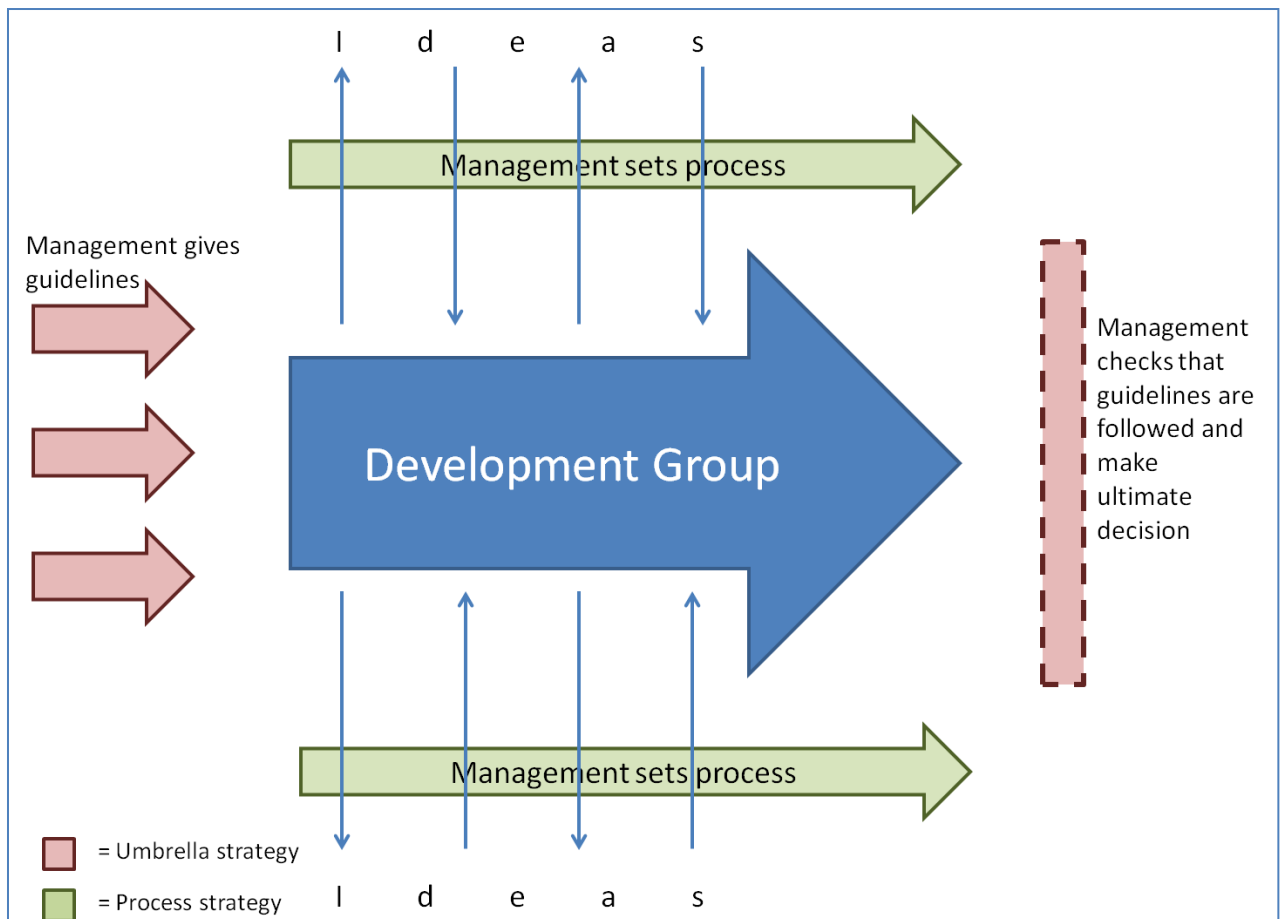 I d e a s
Management sets process
Management gives
guidelines
Management
checks that
guidelines are
followed and
make
ultimate
decision
Development Group
Management sets process
= Umbrella strategy
I d e a s
= Process strategy